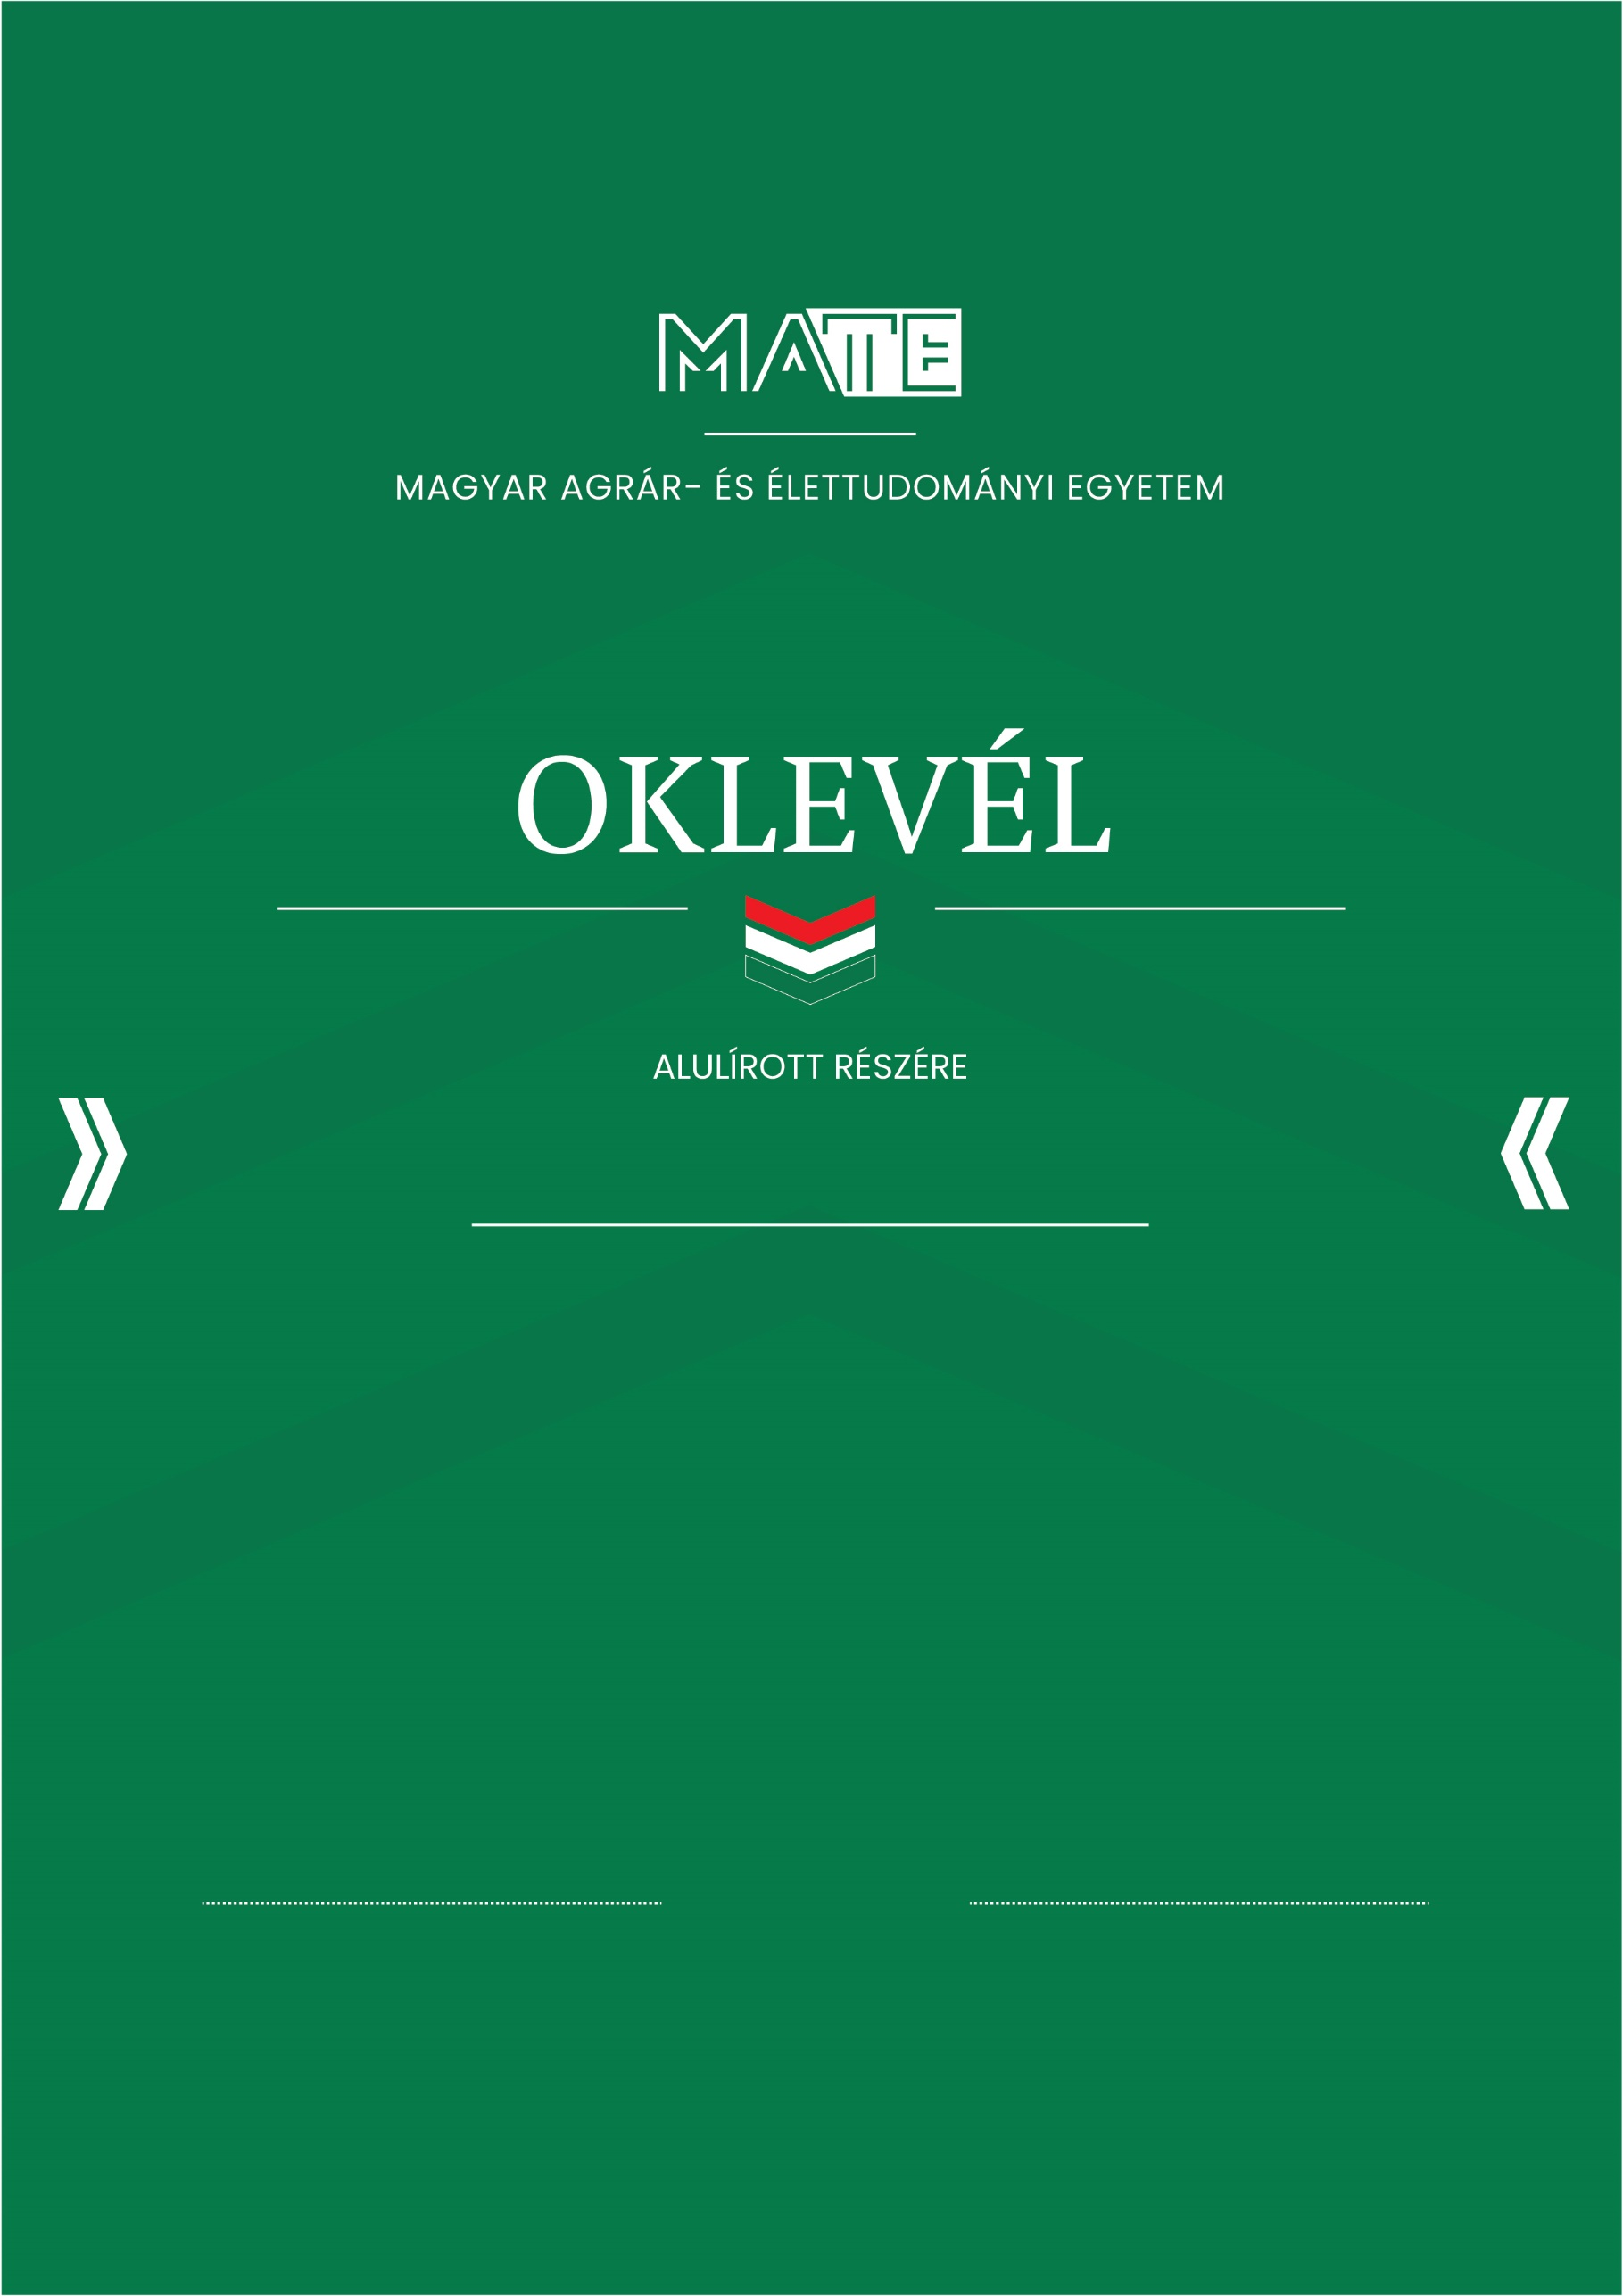 MATE
MAGYAR AGRÁR- ÉS ÉLETTUDOMÁNYI EGYETEM
OKLEVÉL
ALULÍROTT RÉSZÉRE